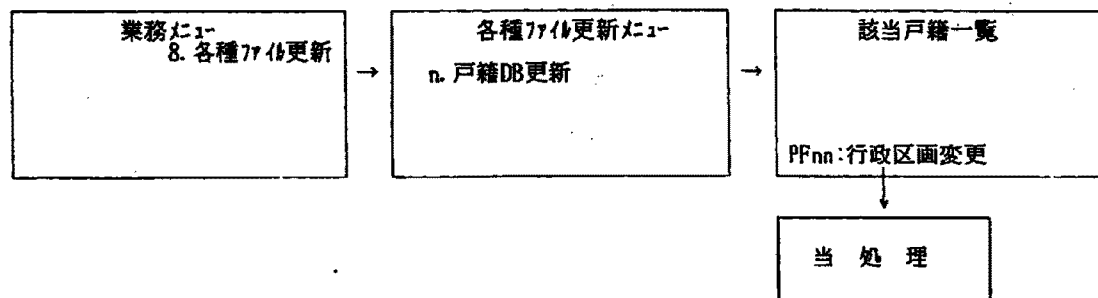 業務ﾒﾆｭｰ
8. 各種ﾌｧｲﾙ更新
→
各種ﾌｧｲﾙ更新ﾒﾆｭｰ
n. 戸籍DB更新
→
該当戸籍一覧
PFnn:行政区画変更
↓
当 処 理